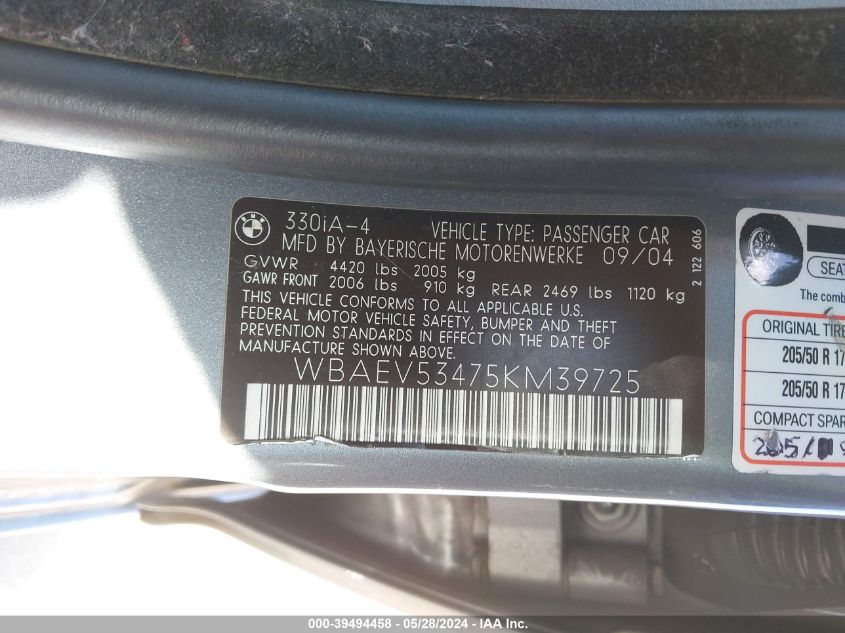 330iA-4 VEHICLE TYPE: PASSENGER CAR
MFD BY BAYERISCHE MOTORENWERKE 09/04
GVWR 4420 lbs 2005 kg
GAWR FRONT 2006 lbs 910 kg REAR 2469 lbs 1120 kg
THIS VEHICLE CONFORMS TO ALL APPLICABLE U.S.
FEDERAL MOTOR VEHICLE SAFETY, BUMPER AND THEFT
PREVENTION STANDARDS IN EFFECT ON THE DATE OF
MANUFACTURE SHOWN ABOVE.
WBAEV53475KM39725
2 122 606
SEAT
The comb
ORIGINAL TIRE
205/50 R 17
205/50 R 17
COMPACT SPAR
000-39494458 - 05/28/2024 - IAAI.com